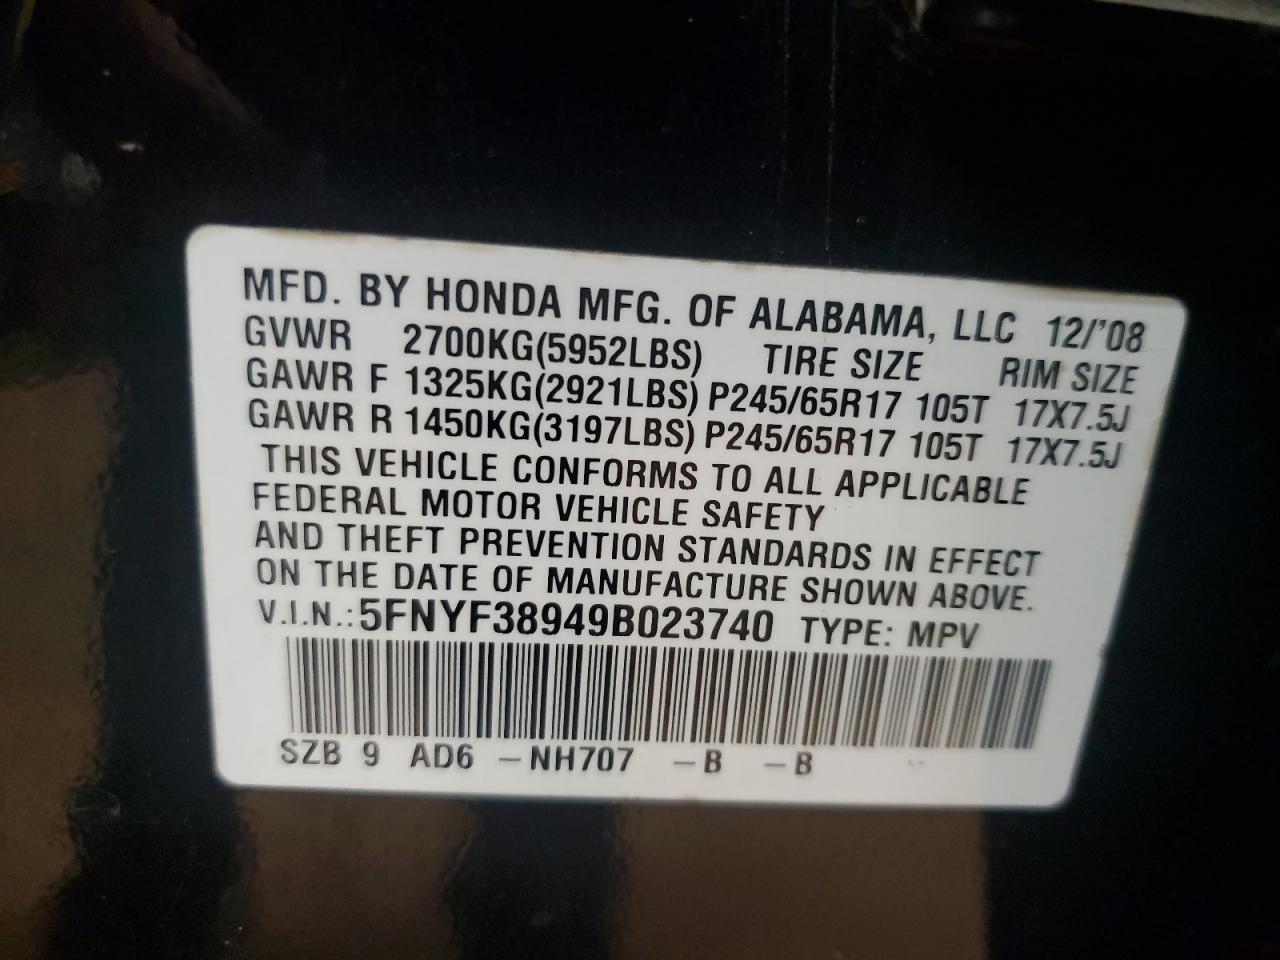 MFD. BY HONDA MFG. OF ALABAMA, LLC 12/'08
GVWR 2700KG(5952LBS) TIRE SIZE RIM SIZE
GAWR F 1325KG(2921LBS) P245/65R17 105T 17X7.5J
GAWR R 1450KG(3197LBS) P245/65R17 105T 17X7.5J
THIS VEHICLE CONFORMS TO ALL APPLICABLE
FEDERAL MOTOR VEHICLE SAFETY
AND THEFT PREVENTION STANDARDS IN EFFECT
ON THE DATE OF MANUFACTURE SHOWN ABOVE.
V.I.N.: 5FNYF38949B023740 TYPE: MPV
SZB 9 AD6 -NH707 -B -B